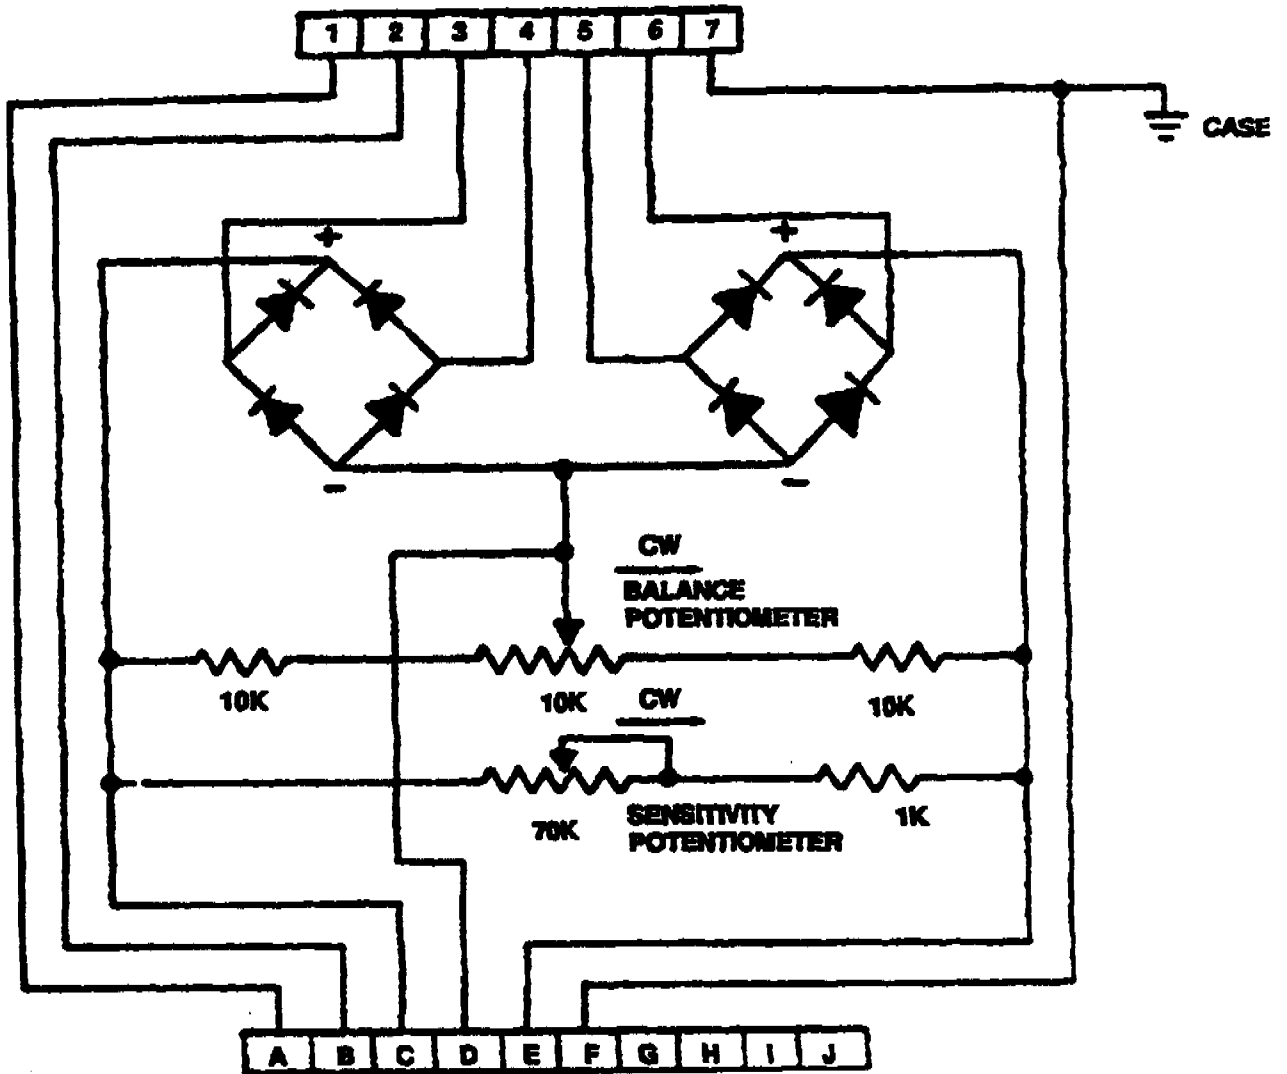 1 2 3 4 5 6 7
CASE
+ +
– –
CW
BALANCE
POTENTIOMETER
10K 10K 10K
CW
70K
SENSITIVITY
POTENTIOMETER
1K
A B C D E F G H I J